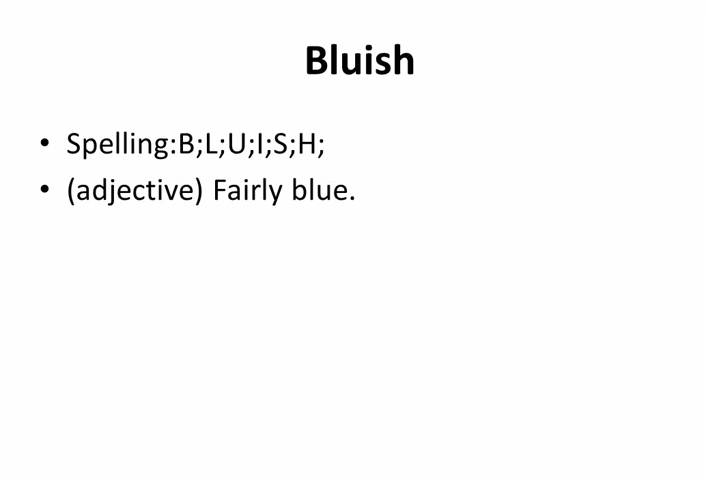 Bluish
• Spelling:B;L;U;I;S;H;
• (adjective) Fairly blue.